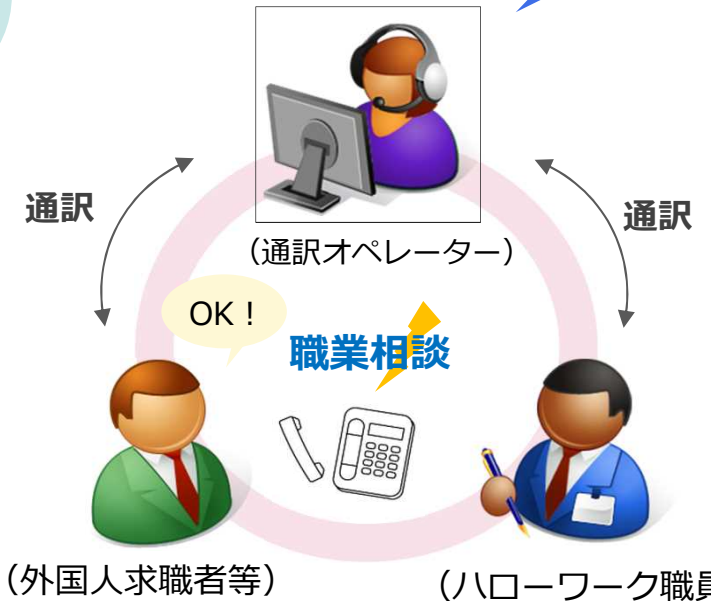 通訳
通訳
（通訳オペレーター）
OK！
職業相談
（外国人求職者等）
（ハローワーク職員